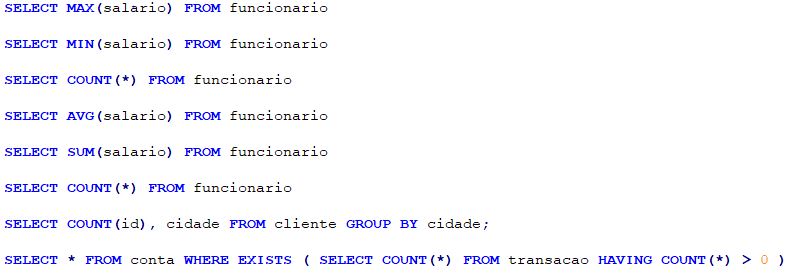 SELECT MAX(salario) FROM funcionario
SELECT MIN(salario) FROM funcionario
SELECT COUNT(*) FROM funcionario
SELECT AVG(salario) FROM funcionario
SELECT SUM(salario) FROM funcionario
SELECT COUNT(*) FROM funcionario
SELECT COUNT(id), cidade FROM cliente GROUP BY cidade;
SELECT * FROM conta WHERE EXISTS ( SELECT COUNT(*) FROM transacao HAVING COUNT(*) > 0 )